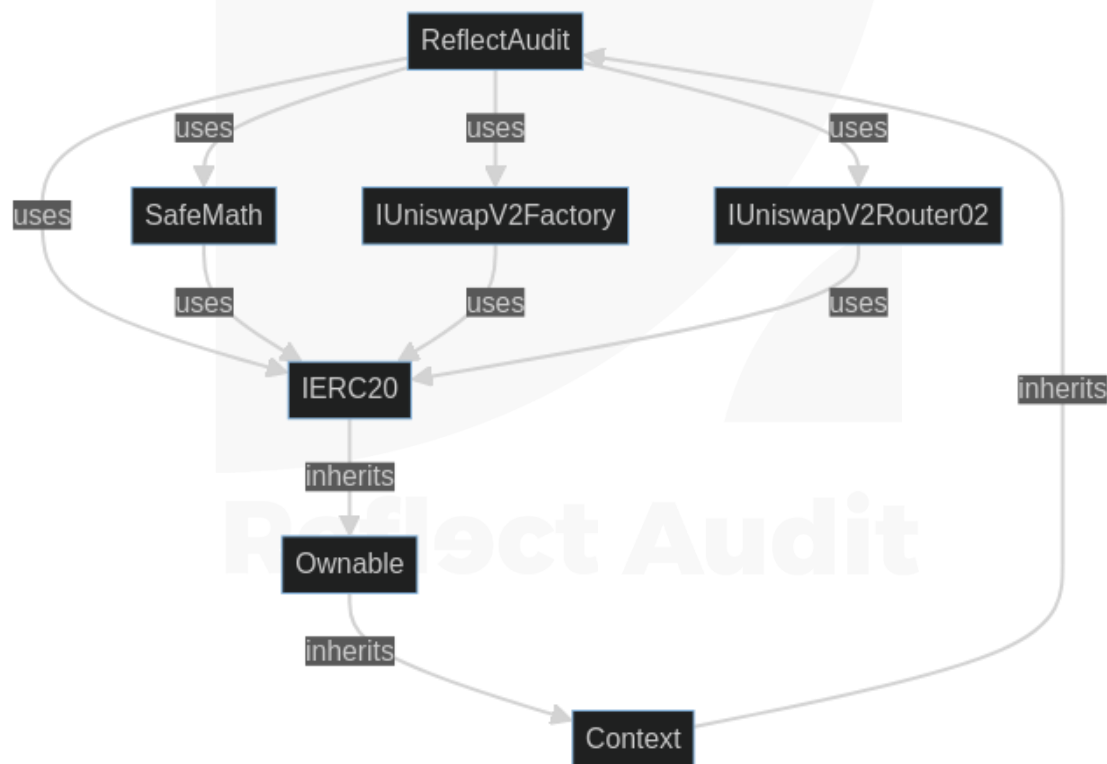 ReflectAudit
uses
uses
uses
uses
SafeMath
IUniswapV2Factory
IUniswapV2Router02
uses
uses
uses
IERC20
inherits
inherits
Reflect Audit
Ownable
inherits
Context